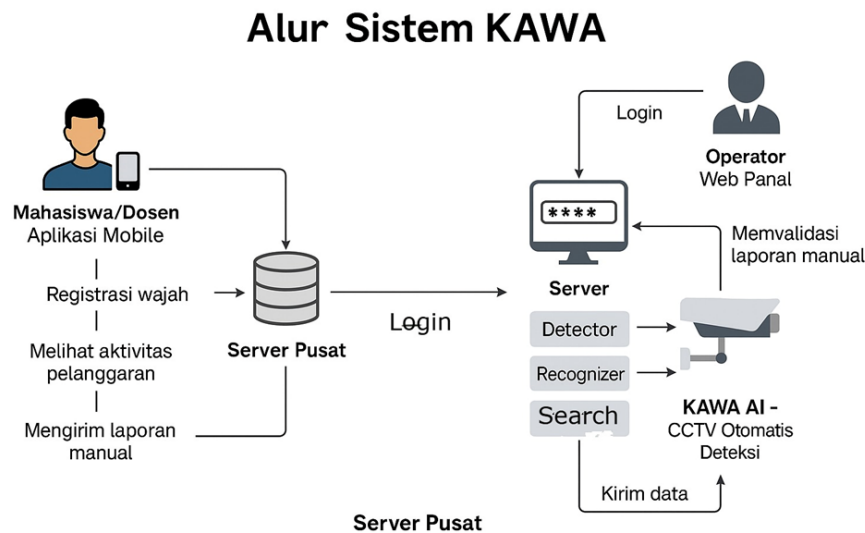 Alur Sistem KAWA
Mahasiswa/Dosen
Aplikasi Mobile
Registrasi wajah
Melihat aktivitas
pelanggaran
Mengirim laporan
manual
Server Pusat
Login
Login
Operator
Web Panal
****
Server
Memvalidasi
laporan manual
Detector
Recognizer
Search
KAWA AI -
CCTV Otomatis
Deteksi
Kirim data
Server Pusat